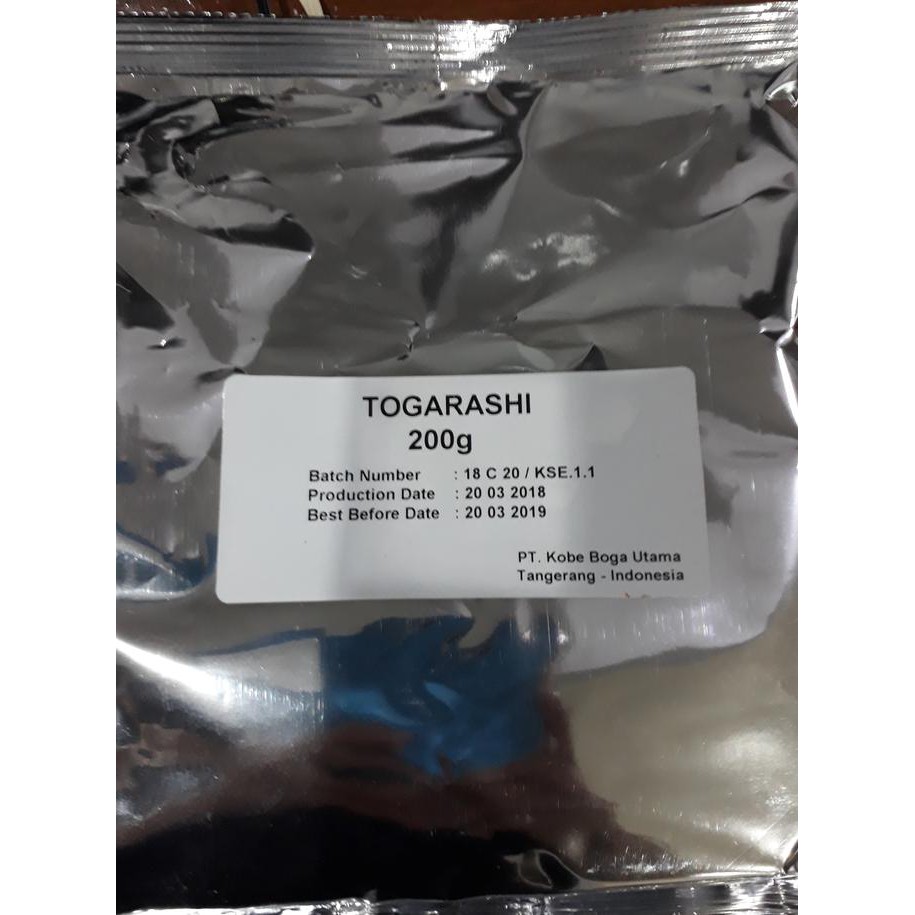 TOGARASHI
200g
Batch Number : 18 C 20 / KSE.1.1
Production Date : 20 03 2018
Best Before Date : 20 03 2019
PT. Kobe Boga Utama
Tangerang - Indonesia